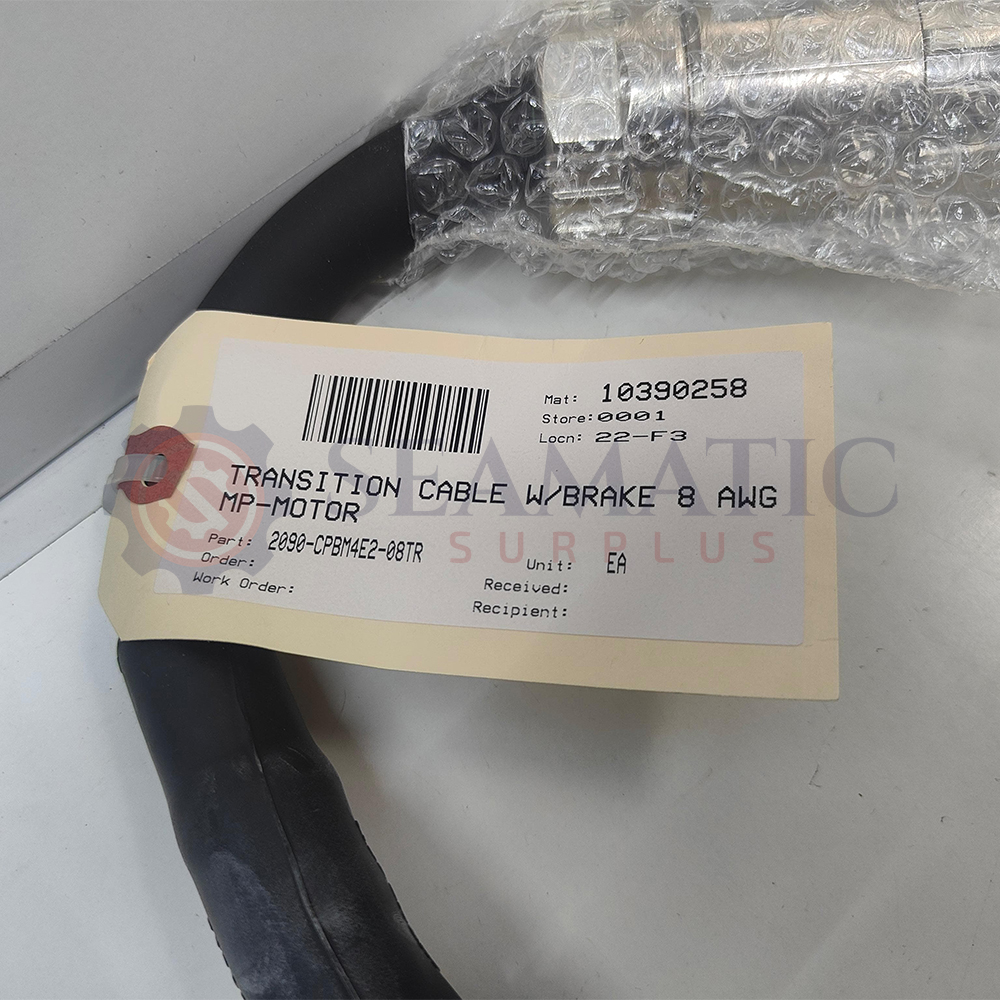 Mat: 10390258
Store:0001
Locn: 22-F3
TRANSITION CABLE W/BRAKE 8 AWG
MP-MOTOR
Part: 2090-CPBM4E2-08TR
Order:
Work Order:
Unit: EA
Received:
Recipient:
SEAMATIC
SURPLUS